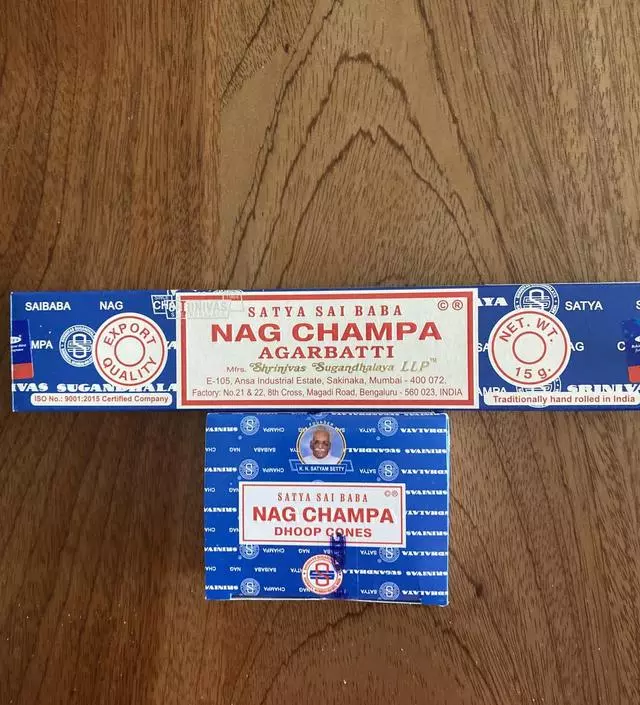 SAIBABA NAG
SATYA SAI BABA ©®
NAG CHAMPA
AGARBATTI
Mfrs. Shrinivas Sugandhalaya LLP™
E-105, Ansa Industrial Estate, Sakinaka, Mumbai - 400 072.
Factory: No.21 & 22, 8th Cross, Magadi Road, Bengaluru - 560 023, INDIA
EXPORT
QUALITY
ISO No.: 9001:2015 Certified Company
SATYA
NAG
NET. WT.
15 g.
Traditionally hand rolled in India
FOUNDER
K. N. SATYAM SETTY
SATYA SAI BABA ©®
NAG CHAMPA
DHOOP CONES